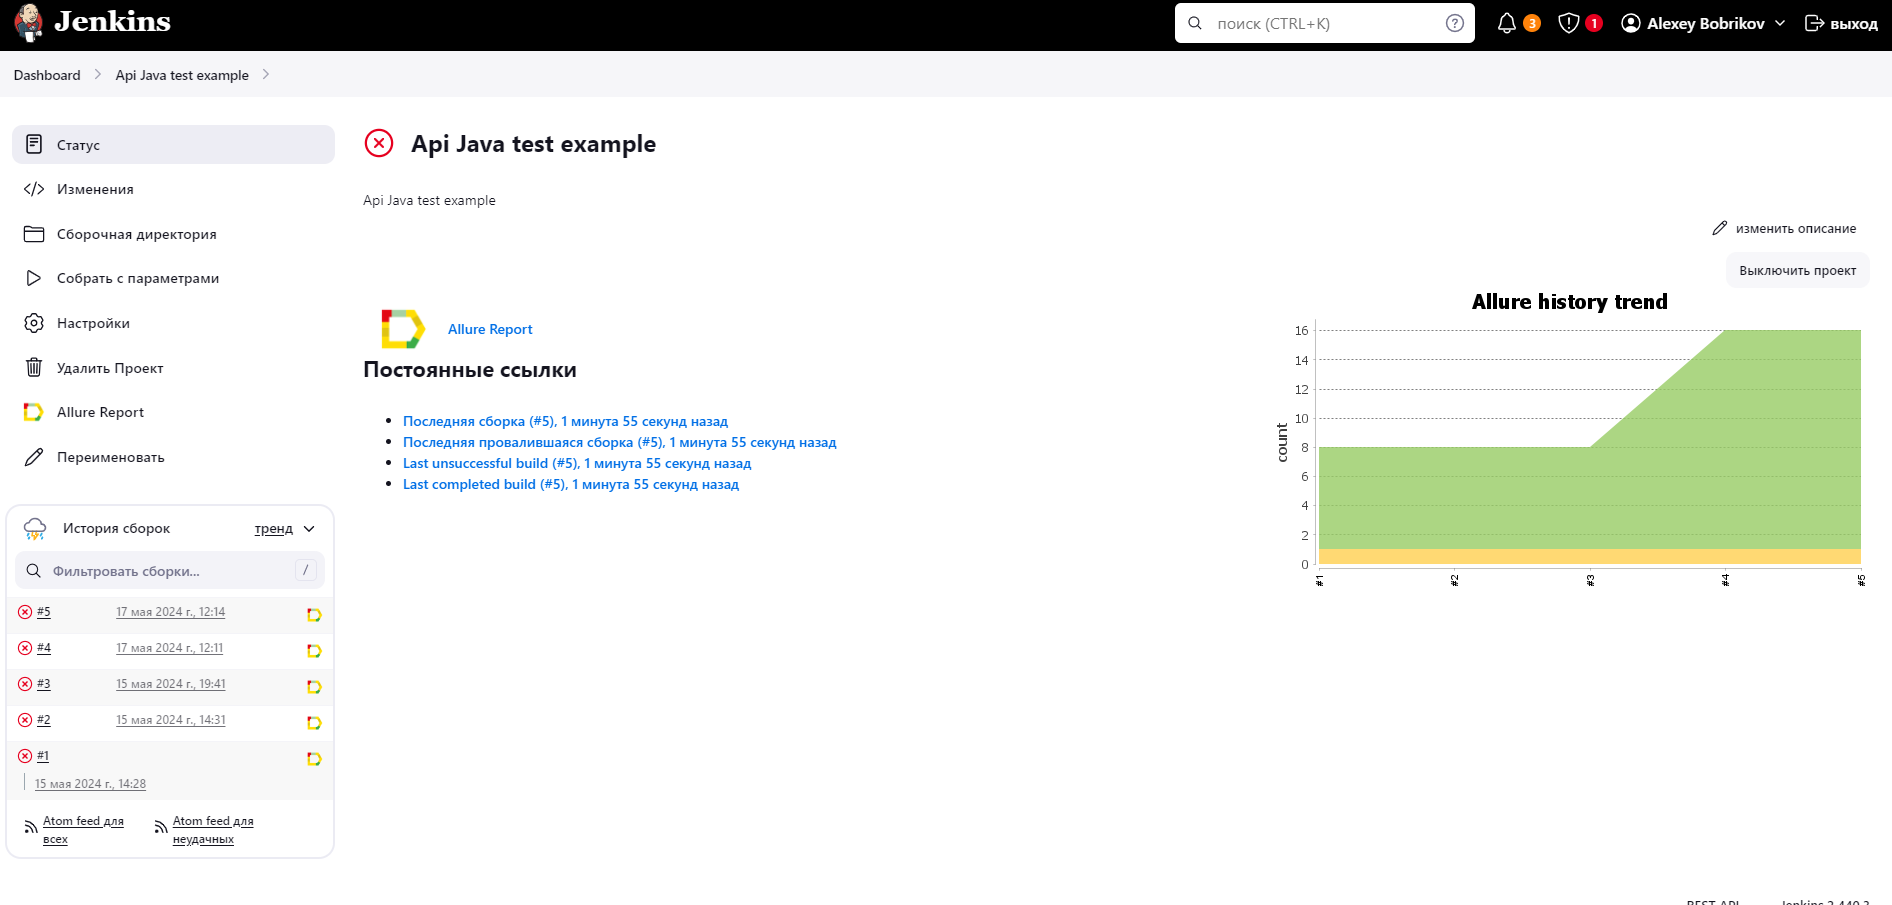 Jenkins
поиск (CTRL+K)
3
1
Alexey Bobrikov
выход
Dashboard
Api Java test example
Статус
Изменения
Сборочная директория
Собрать с параметрами
Настройки
Удалить Проект
Allure Report
Переименовать
История сборок
тренд
Фильтровать сборки...
/
#5 17 мая 2024 г., 12:14
#4 17 мая 2024 г., 12:11
#3 15 мая 2024 г., 19:41
#2 15 мая 2024 г., 14:31
#1
15 мая 2024 г., 14:28
Atom feed для
всех
Atom feed для
неудачных
Api Java test example
Api Java test example
изменить описание
Выключить проект
Allure Report
Постоянные ссылки
Последняя сборка (#5), 1 минута 55 секунд назад
Последняя провалившаяся сборка (#5), 1 минута 55 секунд назад
Last unsuccessful build (#5), 1 минута 55 секунд назад
Last completed build (#5), 1 минута 55 секунд назад
Allure history trend
count
16
14
12
10
8
6
4
2
0
#1
#2
#3
#4
#5
REST API
Jenkins 2.440.3